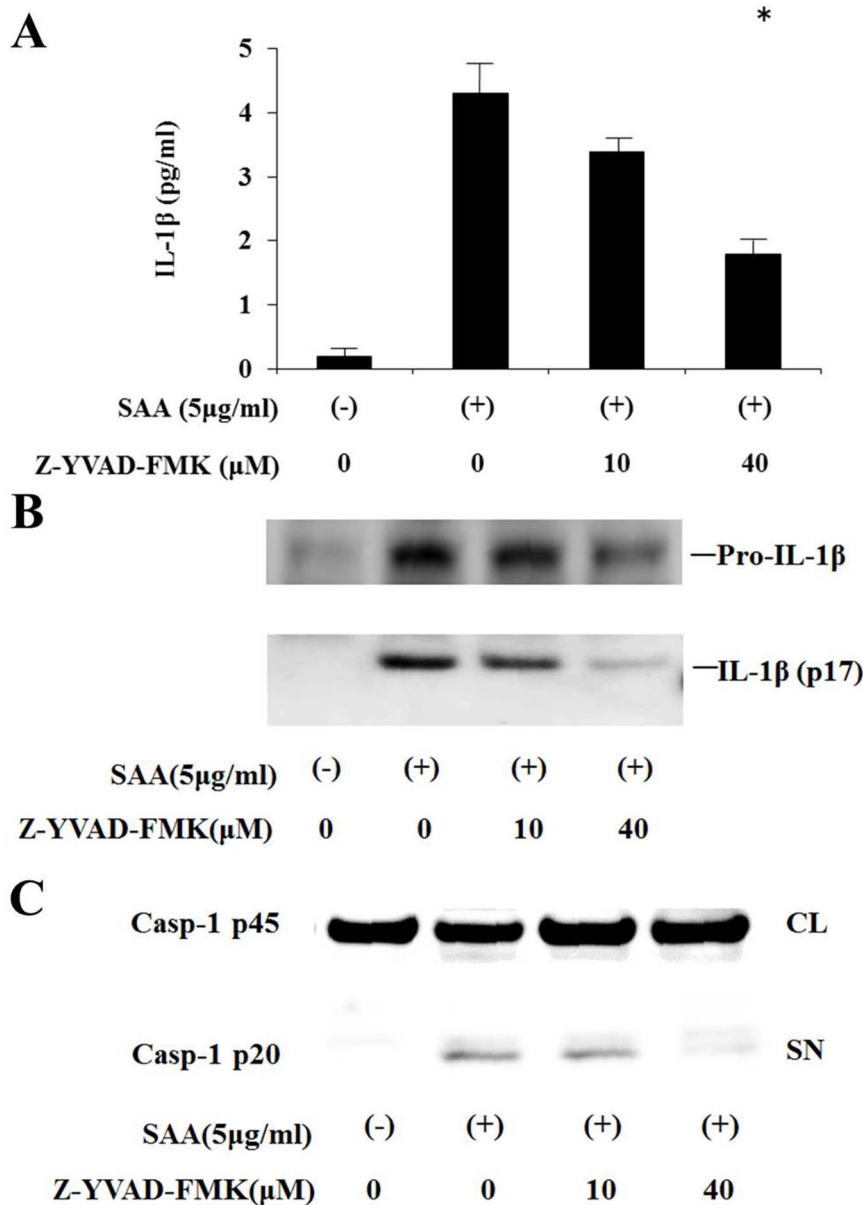 A
*
5
4
3
2
1
0
IL-1β (pg/ml)
SAA (5μg/ml) (-) (+) (+) (+)
Z-YVAD-FMK (μM) 0 0 10 40
B
Pro-IL-1β
IL-1β (p17)
SAA(5μg/ml) (-) (+) (+) (+)
Z-YVAD-FMK(μM) 0 0 10 40
C
Casp-1 p45 CL
Casp-1 p20 SN
SAA(5μg/ml) (-) (+) (+) (+)
Z-YVAD-FMK(μM) 0 0 10 40